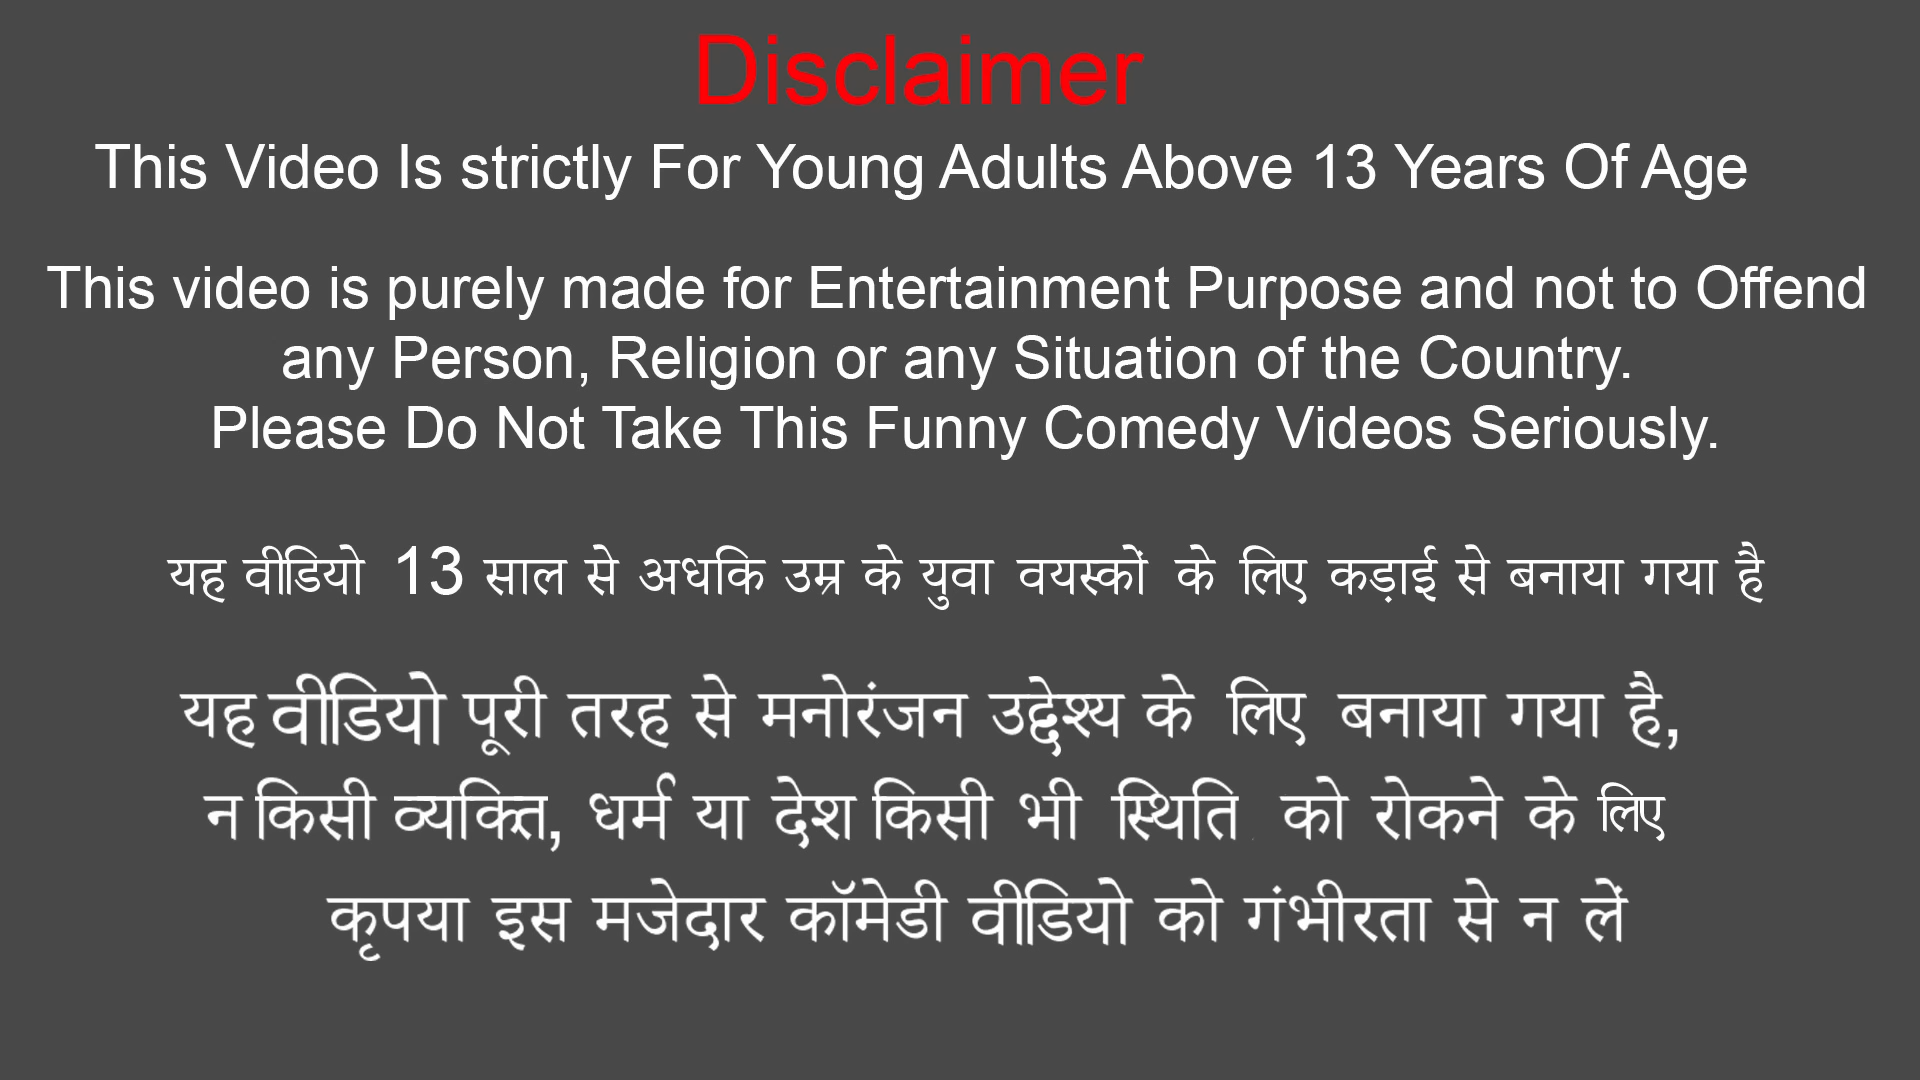 Disclaimer
This Video Is strictly For Young Adults Above 13 Years Of Age
This video is purely made for Entertainment Purpose and not to Offend
any Person, Religion or any Situation of the Country.
Please Do Not Take This Funny Comedy Videos Seriously.
यह वीडियो 13 साल से अधकि उम्र के युवा वयस्कों के लिए कड़ाई से बनाया गया है
यह वीडियो पूरी तरह से मनोरंजन उद्देश्य के लिए बनाया गया है,
न किसी व्यक्ति, धर्म या देश किसी भी स्थिति को रोकने के लिए
कृपया इस मजेदार कॉमेडी वीडियो को गंभीरता से न लें